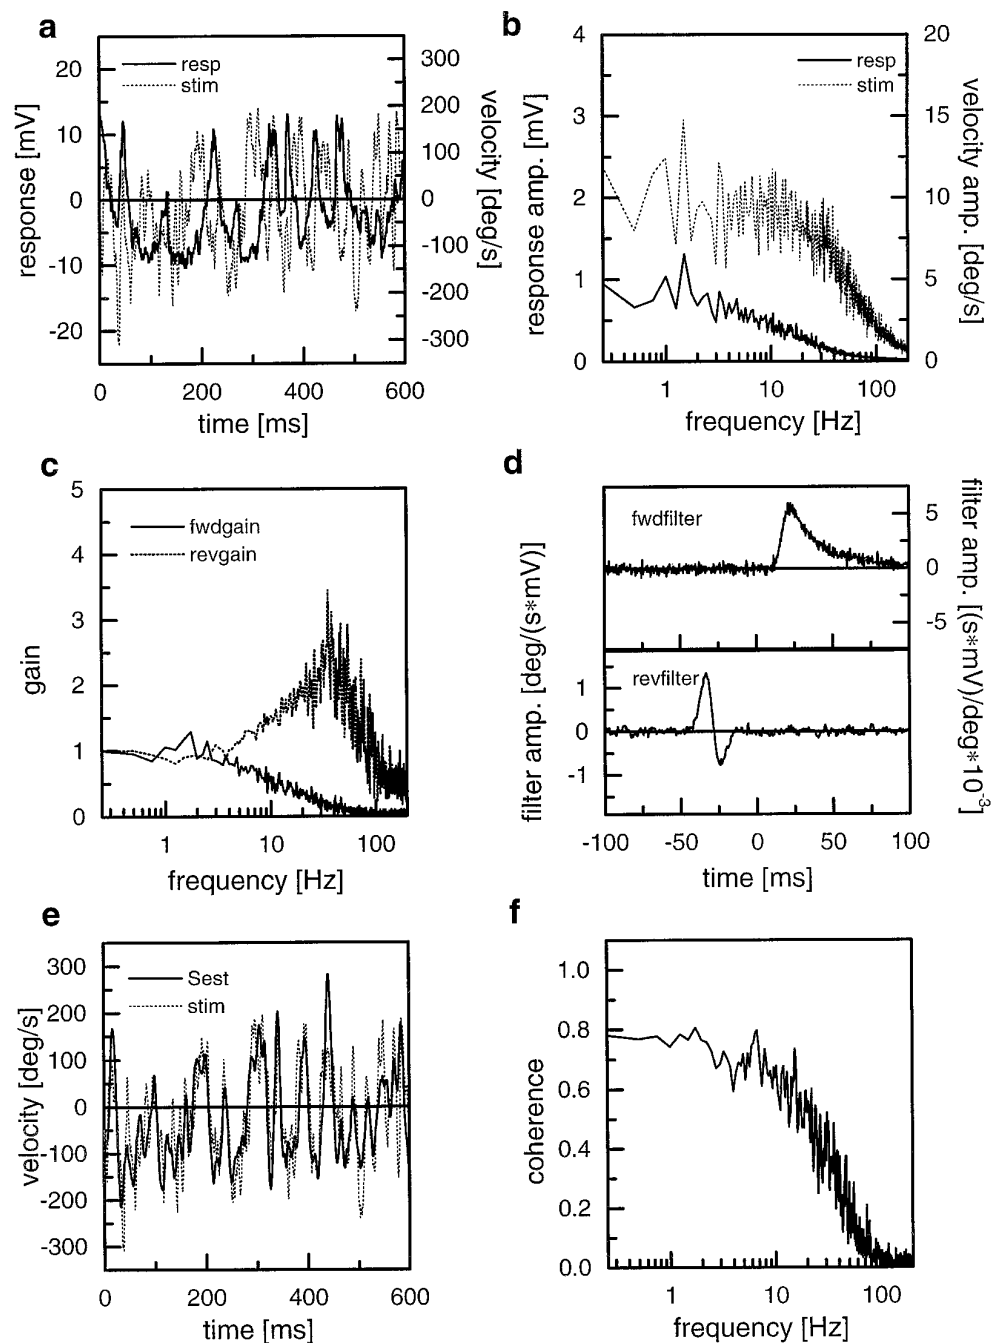 a
resp
stim
20
10
0
-10
-20
response [mV]
300
200
100
0
-100
-200
-300
velocity [deg/s]
0
200
400
600
time [ms]
b
resp
stim
4
3
2
1
0
response amp. [mV]
20
15
10
5
0
velocity amp. [deg/s]
1
10
100
frequency [Hz]
c
fwdgain
revgain
5
4
3
2
1
0
gain
1
10
100
frequency [Hz]
d
fwdfilter
5
0
-5
filter amp. [(s*mV)/deg*10-3]
revfilter
1
0
-1
filter amp. [deg/(s*mV)]
-100
-50
0
50
100
time [ms]
e
Sest
stim
300
200
100
0
-100
-200
-300
velocity [deg/s]
0
200
400
600
time [ms]
f
1.0
0.8
0.6
0.4
0.2
0.0
coherence
1
10
100
frequency [Hz]